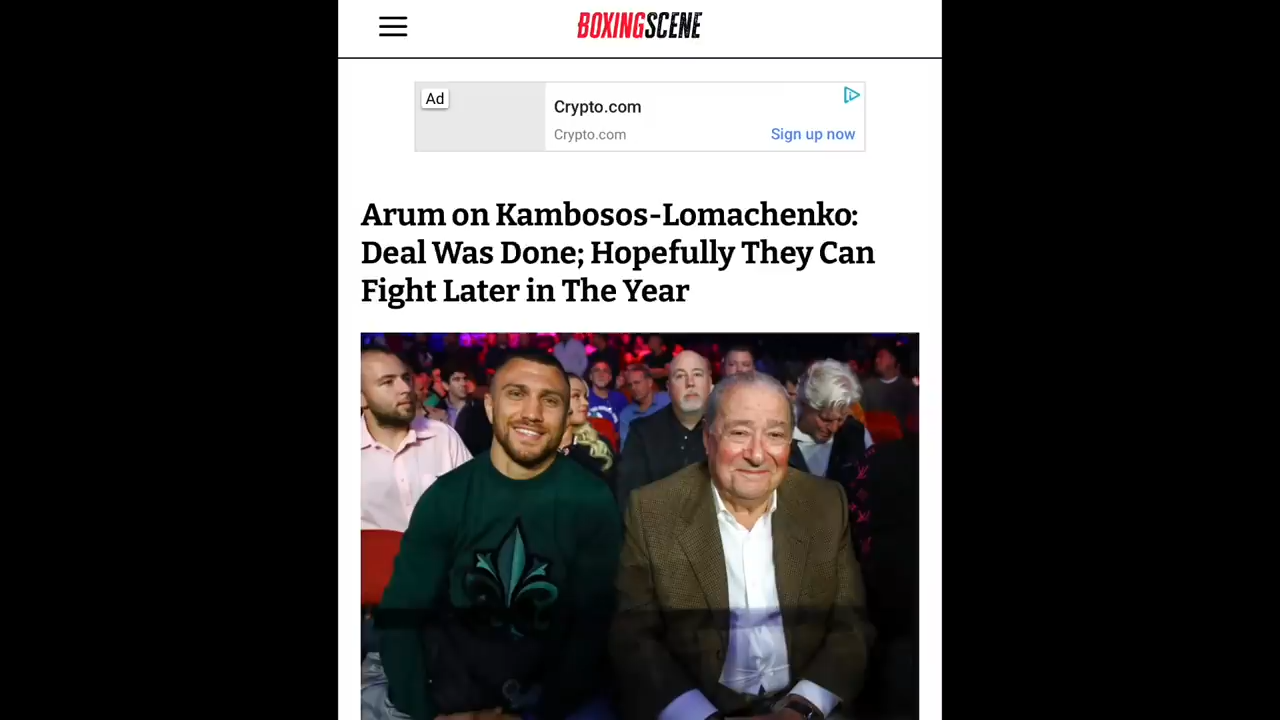 BOXINGSCENE
Ad
Crypto.com
Crypto.com
Sign up now
Arum on Kambosos-Lomachenko:
Deal Was Done; Hopefully They Can
Fight Later in The Year